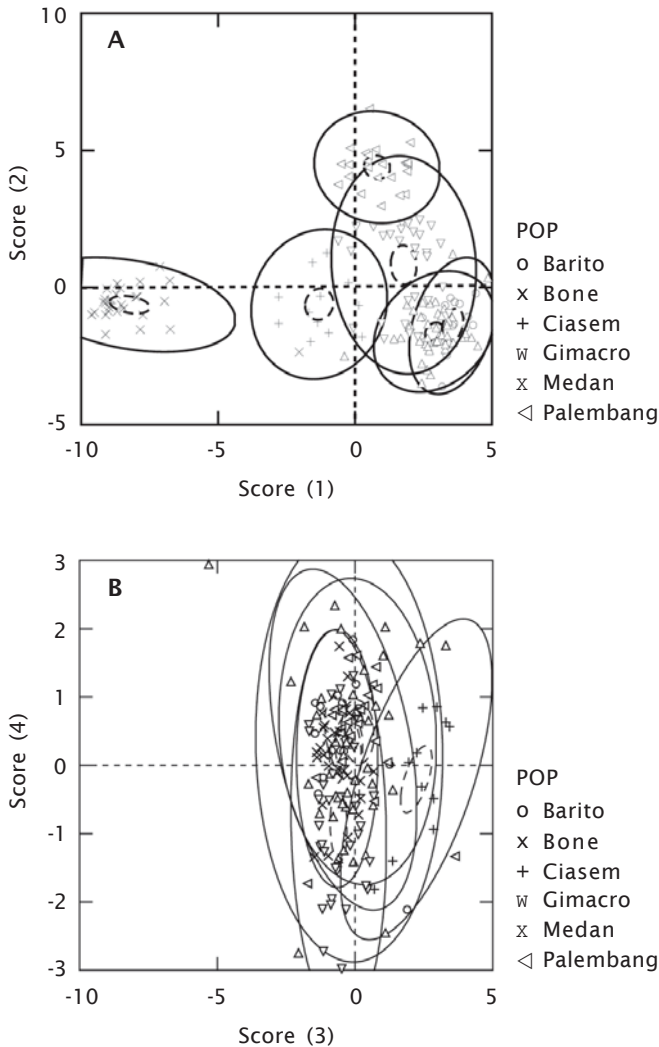 10
A
5
Score (2)
0
-5
-10
-5
0
5
Score (1)
POP
o Barito
x Bone
+ Ciasem
w Gimacro
x Medan
◁ Palembang
3
B
2
1
Score (4)
0
-1
-2
-3
-10
-5
0
5
Score (3)
POP
o Barito
x Bone
+ Ciasem
w Gimacro
x Medan
◁ Palembang